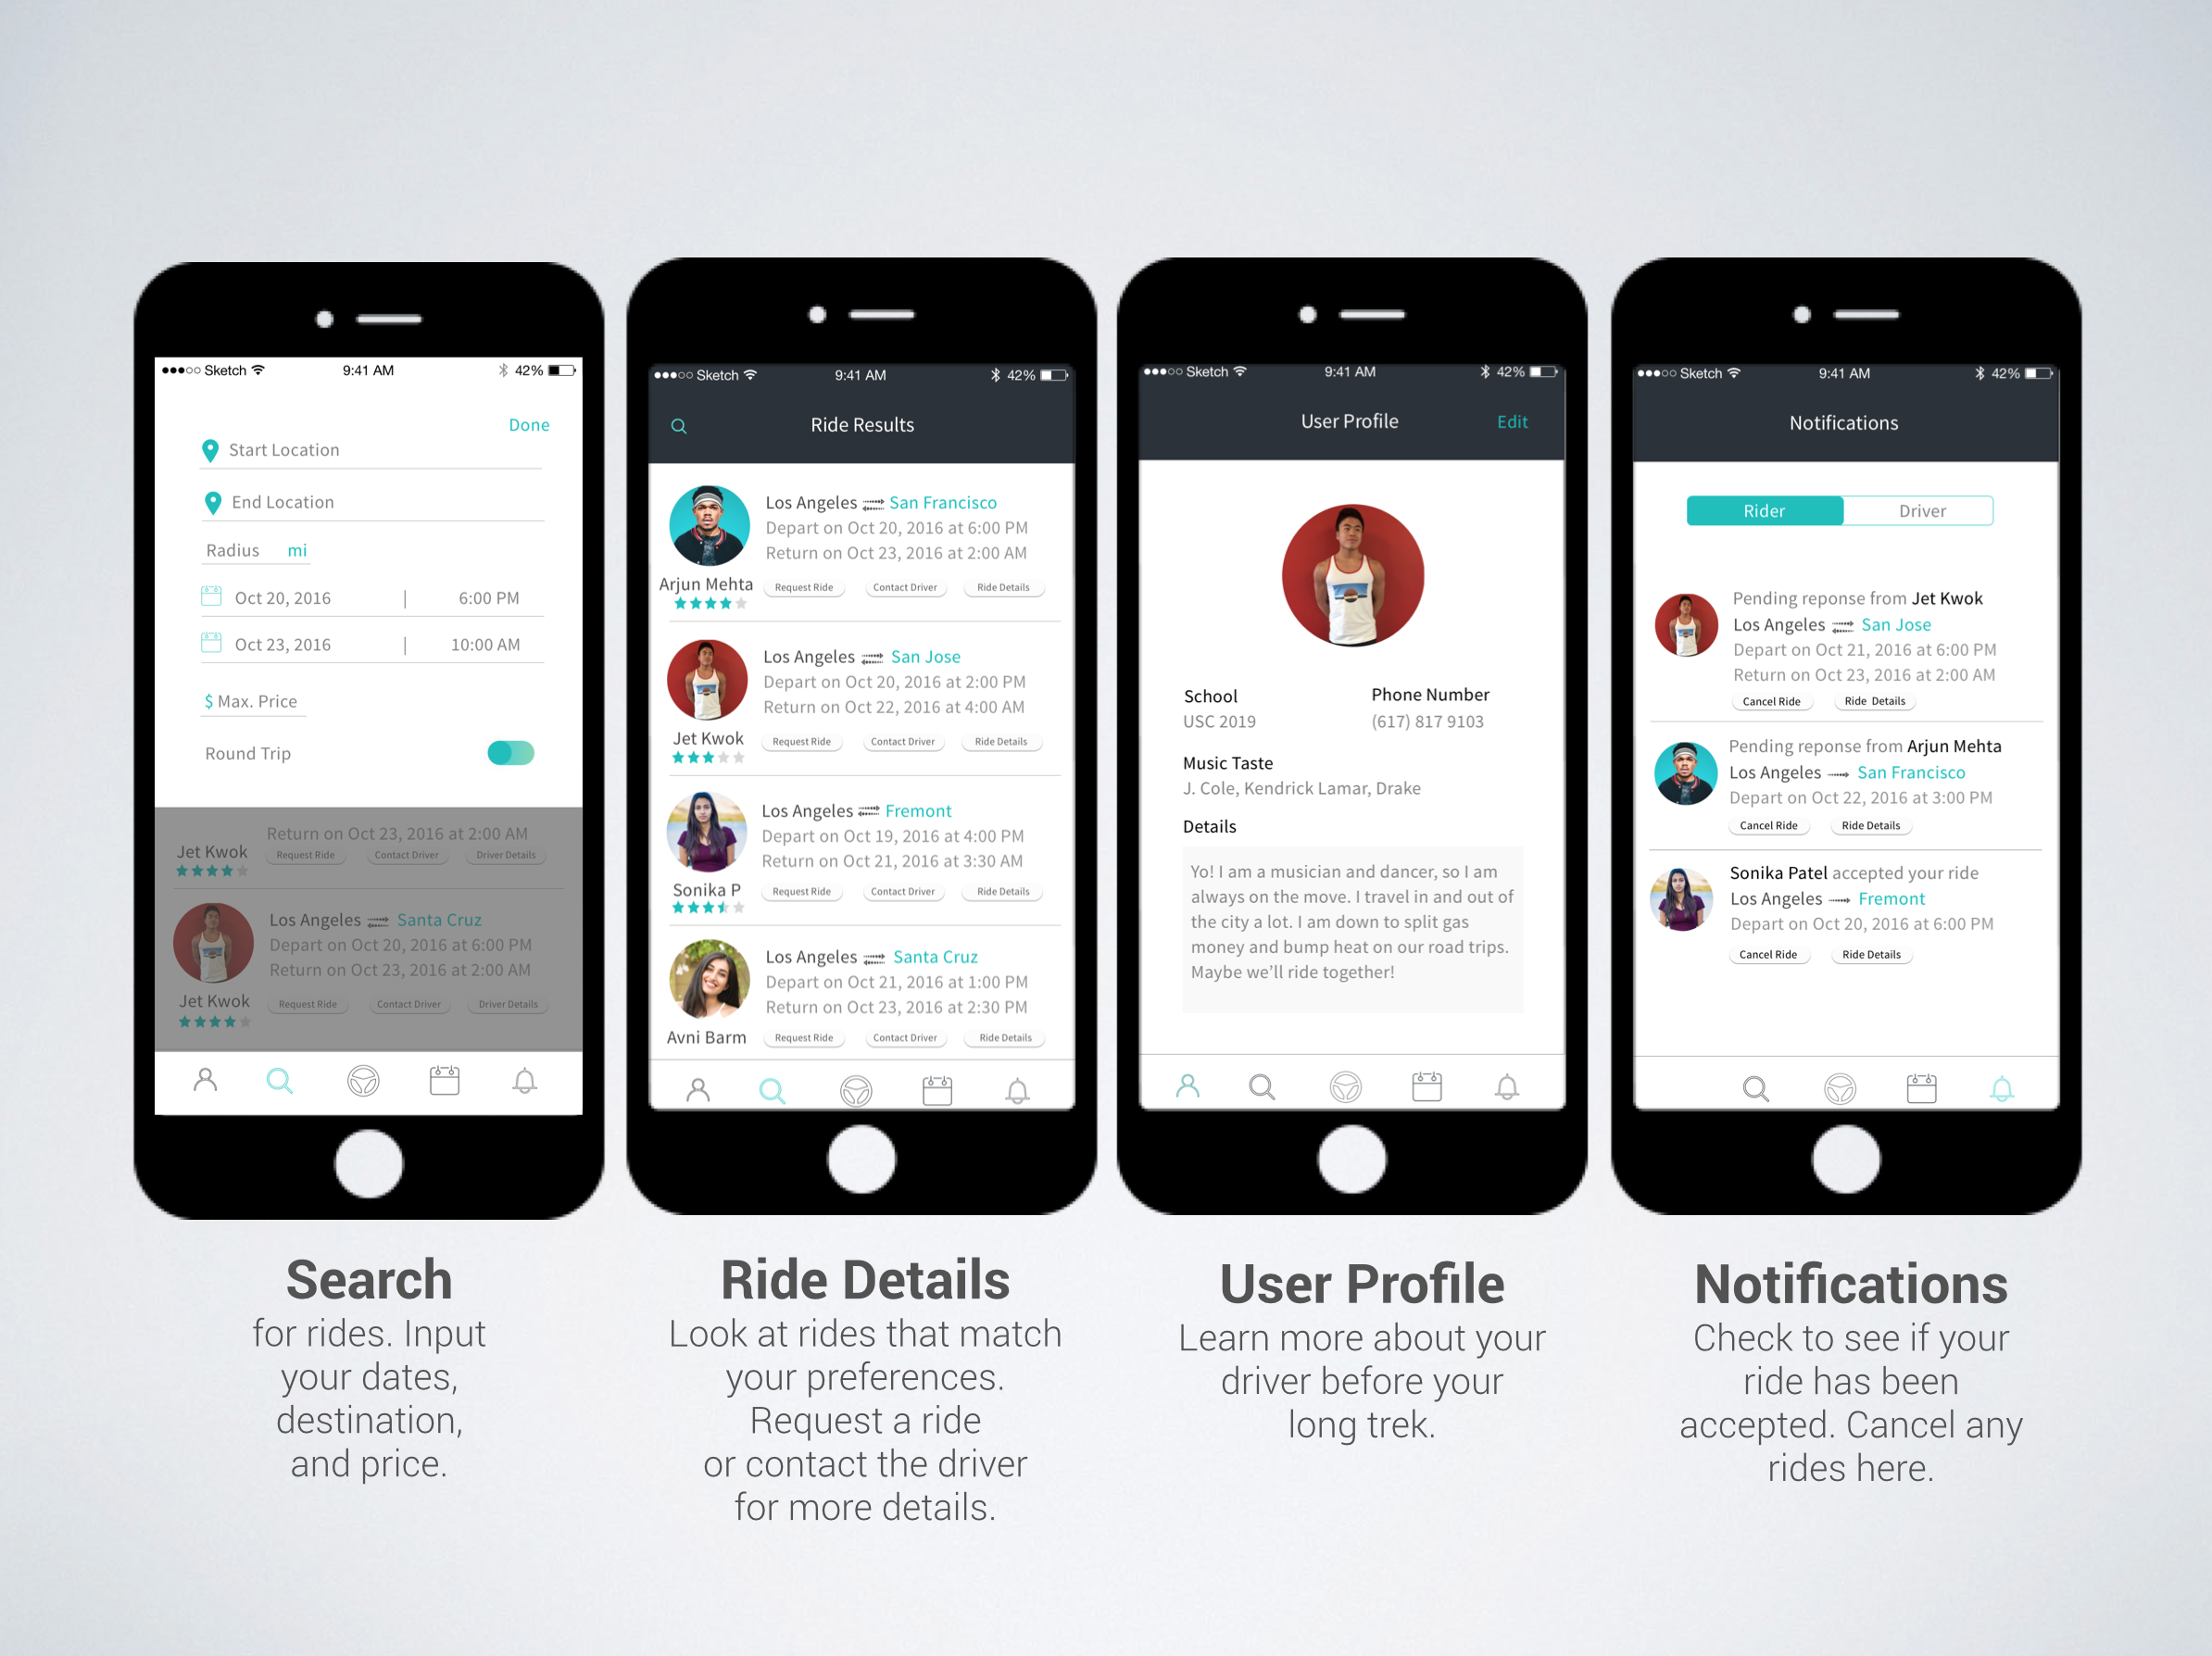 Sketch 9:41 AM 42%
Done
Start Location
End Location
Radius mi
Oct 20, 2016 | 6:00 PM
Oct 23, 2016 | 10:00 AM
$ Max. Price
Round Trip
Return on Oct 23, 2016 at 2:00 AM
Jet Kwok Request Ride Contact Driver Driver Details
Los Angeles Santa Cruz
Depart on Oct 20, 2016 at 6:00 PM
Return on Oct 23, 2016 at 2:00 AM
Jet Kwok Request Ride Contact Driver Driver Details
Search
for rides. Input
your dates,
destination,
and price.
Sketch 9:41 AM 42%
Ride Results
Los Angeles San Francisco
Depart on Oct 20, 2016 at 6:00 PM
Return on Oct 23, 2016 at 2:00 AM
Arjun Mehta Request Ride Contact Driver Ride Details
Los Angeles San Jose
Depart on Oct 20, 2016 at 2:00 PM
Return on Oct 22, 2016 at 4:00 AM
Jet Kwok Request Ride Contact Driver Ride Details
Los Angeles Fremont
Depart on Oct 19, 2016 at 4:00 PM
Return on Oct 21, 2016 at 3:30 AM
Sonika P Request Ride Contact Driver Ride Details
Los Angeles Santa Cruz
Depart on Oct 21, 2016 at 1:00 PM
Return on Oct 23, 2016 at 2:30 PM
Avni Barm Request Ride Contact Driver Ride Details
Ride Details
Look at rides that match
your preferences.
Request a ride
or contact the driver
for more details.
Sketch 9:41 AM 42%
User Profile Edit
School Phone Number
USC 2019 (617) 817 9103
Music Taste
J. Cole, Kendrick Lamar, Drake
Details
Yo! I am a musician and dancer, so I am
always on the move. I travel in and out of
the city a lot. I am down to split gas
money and bump heat on our road trips.
Maybe we'll ride together!
User Profile
Learn more about your
driver before your
long trek.
Sketch 9:41 AM 42%
Notifications
Rider Driver
Pending reponse from Jet Kwok
Los Angeles San Jose
Depart on Oct 21, 2016 at 6:00 PM
Return on Oct 23, 2016 at 2:00 AM
Cancel Ride Ride Details
Pending reponse from Arjun Mehta
Los Angeles San Francisco
Depart on Oct 22, 2016 at 3:00 PM
Cancel Ride Ride Details
Sonika Patel accepted your ride
Los Angeles Fremont
Depart on Oct 20, 2016 at 6:00 PM
Cancel Ride Ride Details
Notifications
Check to see if your
ride has been
accepted. Cancel any
rides here.